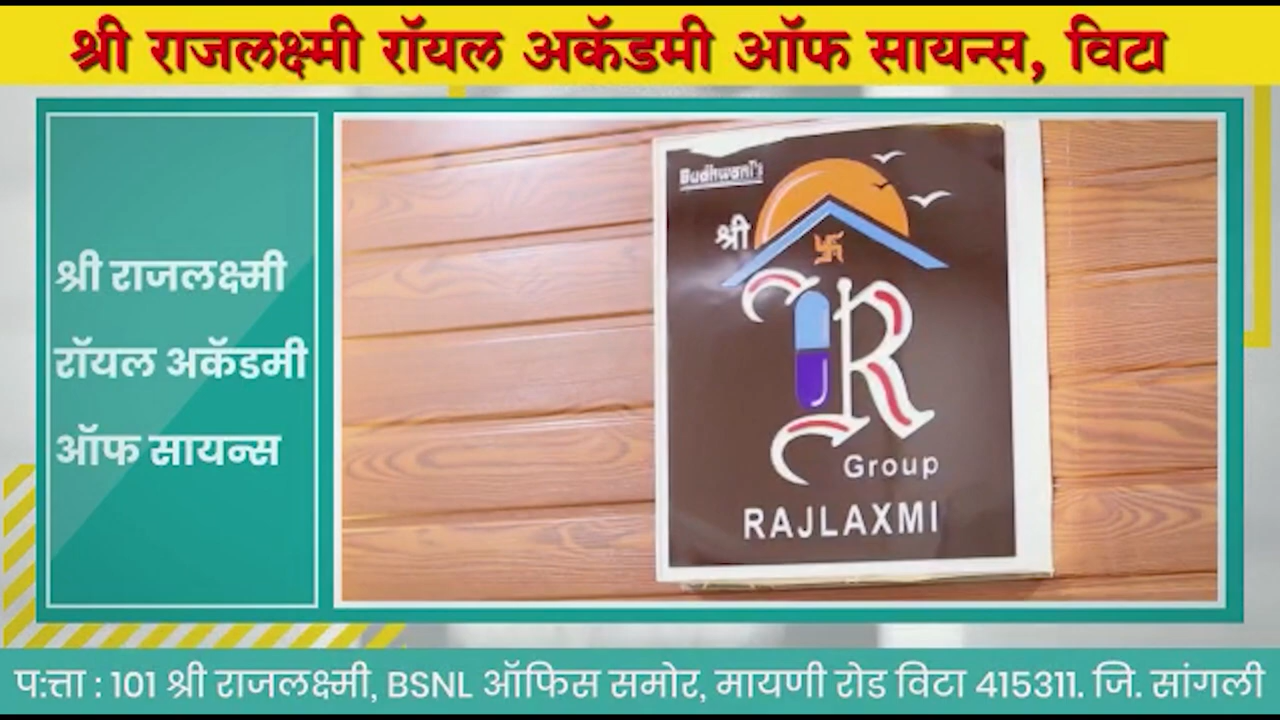 श्री राजलक्ष्मी रॉयल अकॅडमी ऑफ सायन्स, विटा
श्री राजलक्ष्मी
रॉयल अकॅडमी
ऑफ सायन्स
Budhwani's
श्री
R
Group
RAJLAXMI
प:त्ता : 101 श्री राजलक्ष्मी, BSNL ऑफिस समोर, मायणी रोड विटा 415311. जि. सांगली